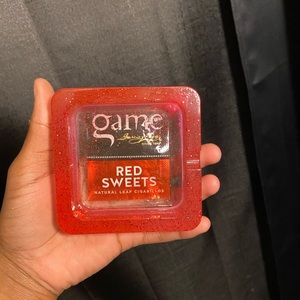 game
RED
SWEETS
NATURAL LEAF CIGARILLOS